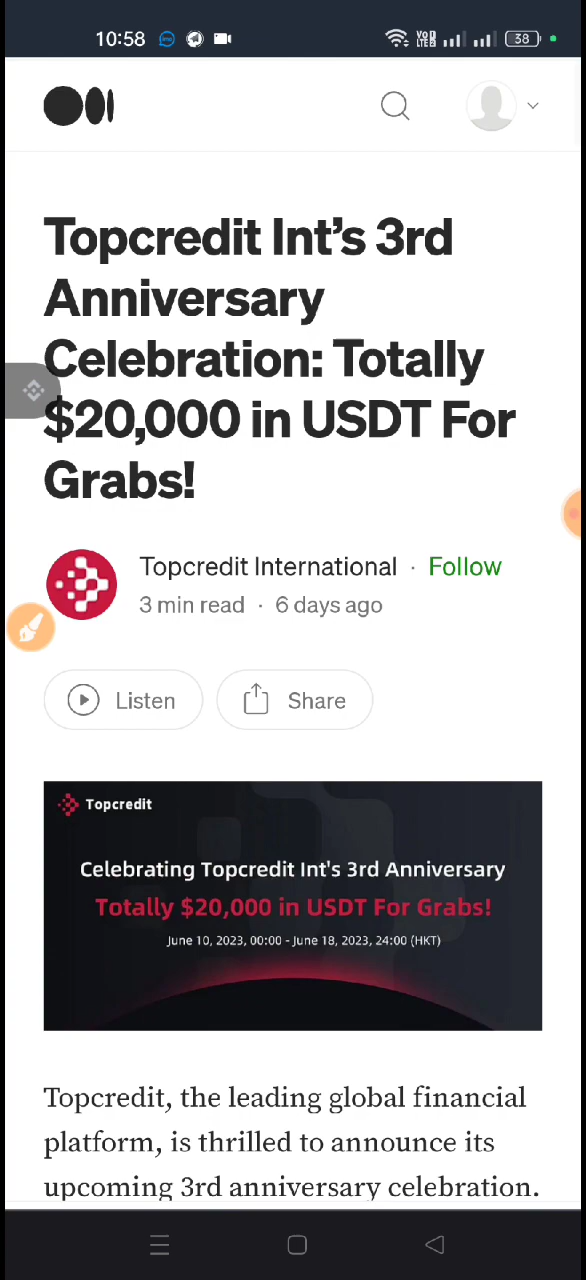 10:58
VoD LTE2 38
Topcredit Int’s 3rd
Anniversary
Celebration: Totally
$20,000 in USDT For
Grabs!
Topcredit International · Follow
3 min read · 6 days ago
Listen Share
Topcredit
Celebrating Topcredit Int's 3rd Anniversary
Totally $20,000 in USDT For Grabs!
June 10, 2023, 00:00 - June 18, 2023, 24:00 (HKT)
Topcredit, the leading global financial
platform, is thrilled to announce its
upcoming 3rd anniversary celebration.